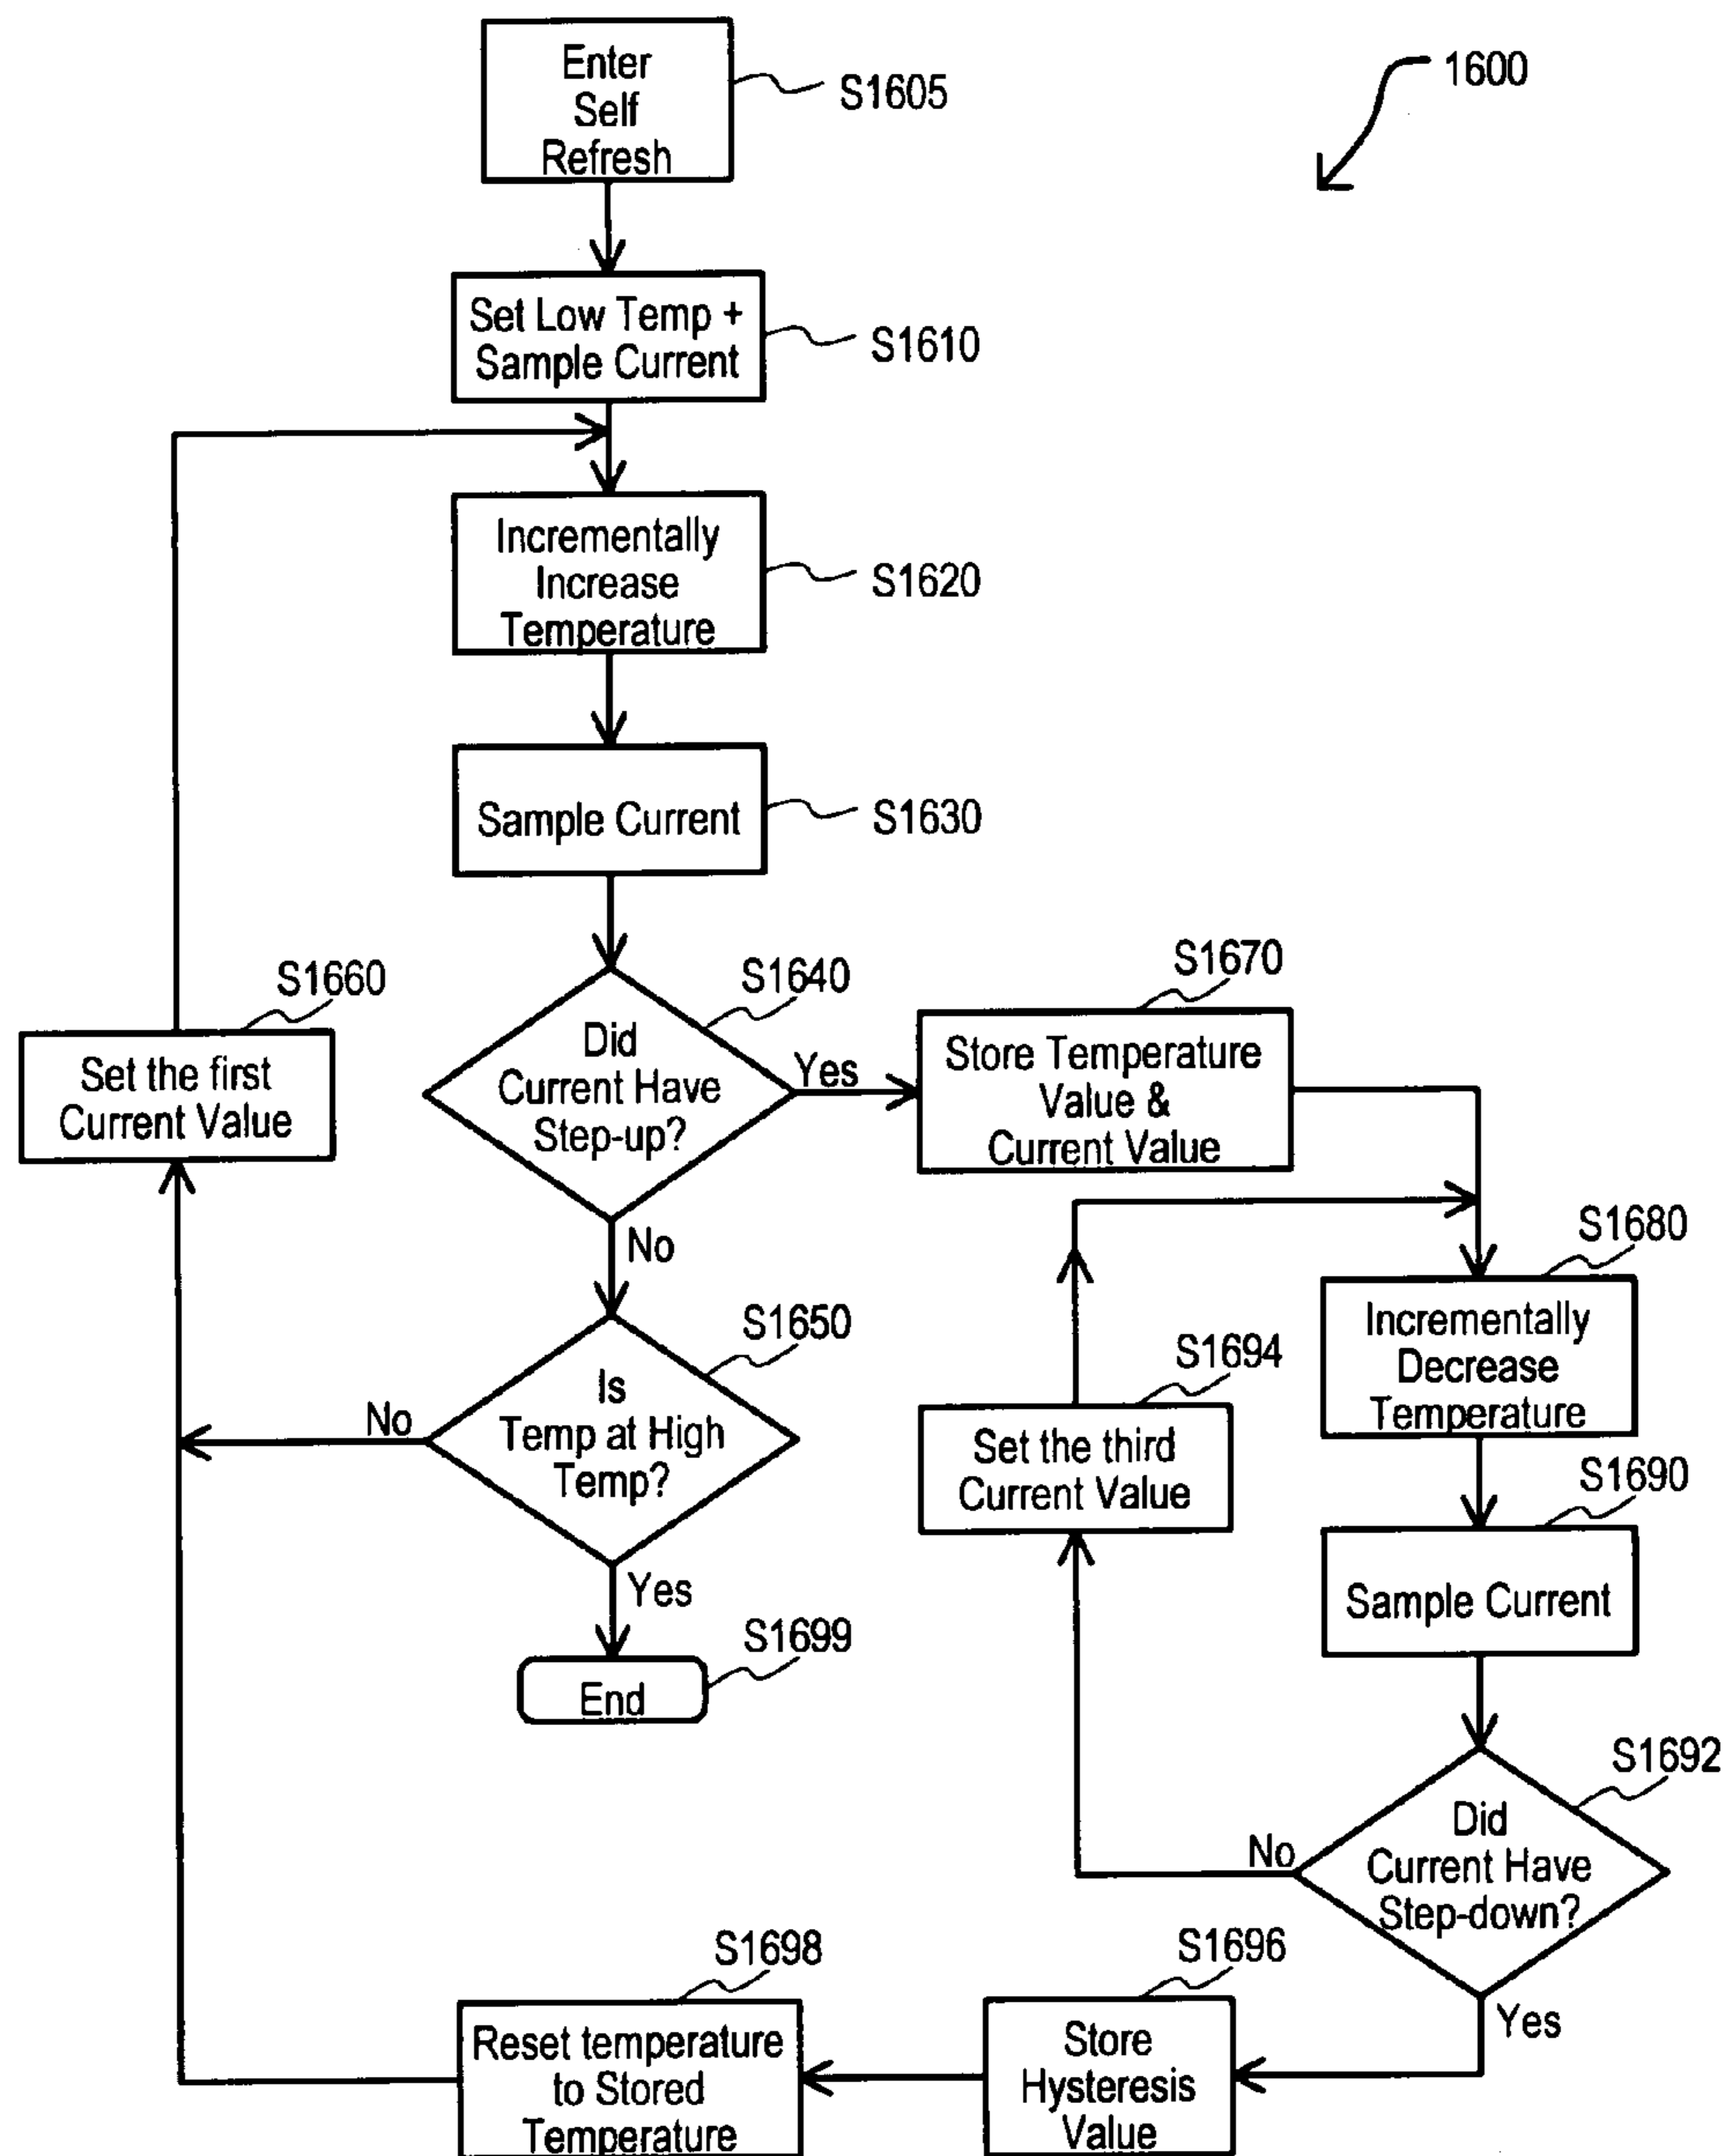 Enter
Self
Refresh
S1605
1600
Set Low Temp +
Sample Current
S1610
Incrementally
Increase
Temperature
S1620
Sample Current
S1630
S1660
Set the first
Current Value
S1640
Did
Current Have
Step-up?
Yes
No
S1670
Store Temperature
Value &
Current Value
S1650
Is
Temp at High
Temp?
No
Yes
S1699
End
S1680
Incrementally
Decrease
Temperature
S1694
Set the third
Current Value
S1690
Sample Current
S1692
Did
Current Have
Step-down?
No
Yes
S1696
Store
Hysteresis
Value
S1698
Reset temperature
to Stored
Temperature